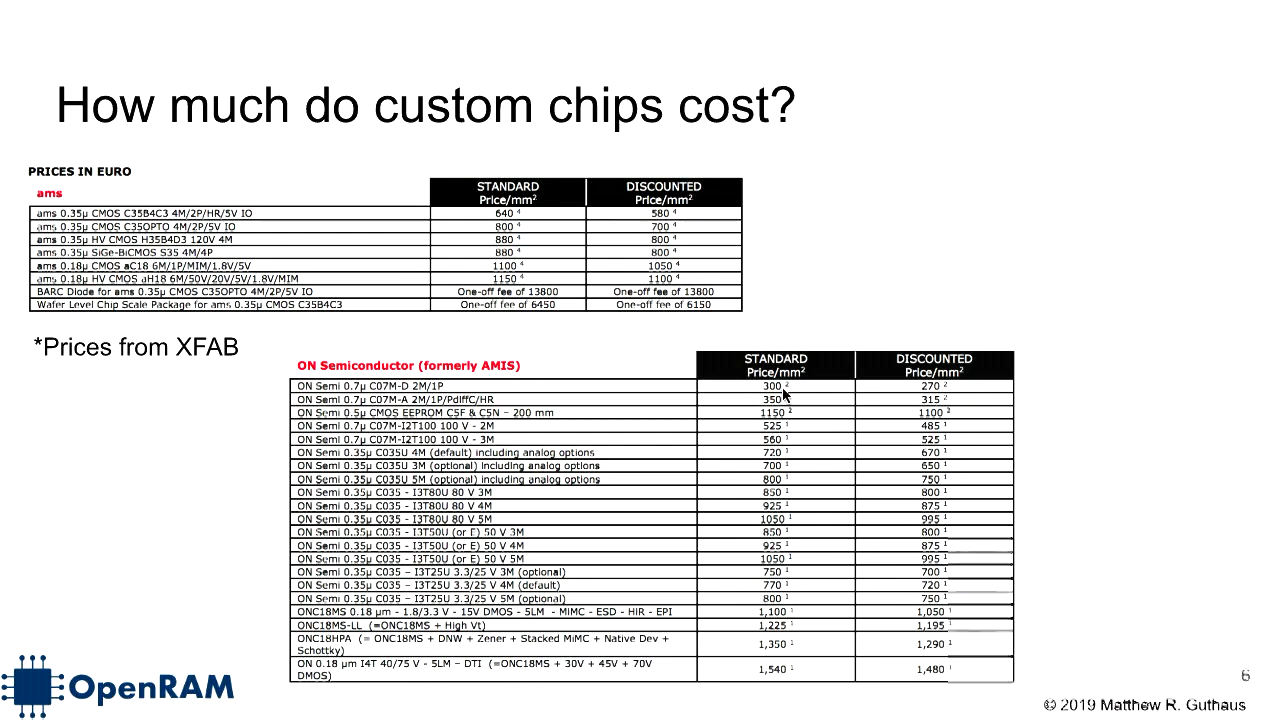 How much do custom chips cost?
PRICES IN EURO
ams STANDARD Price/mm² DISCOUNTED Price/mm²
ams 0.35µ CMOS C35B4C3 4M/2P/HR/5V IO 640 ⁴ 580 ⁴
ams 0.35µ CMOS C35OPTO 4M/2P/5V IO 800 ⁴ 700 ⁴
ams 0.35µ HV CMOS H35B4D3 120V 4M 880 ⁴ 800 ⁴
ams 0.35µ SiGe-BiCMOS S35 4M/4P 880 ⁴ 800 ⁴
ams 0.18µ CMOS aC18 6M/1P/MIM/1.8V/5V 1100 ⁴ 1050 ⁴
ams 0.18µ HV CMOS aH18 6M/50V/20V/5V/1.8V/MIM 1150 ⁴ 1100 ⁴
BARC Diode for ams 0.35µ CMOS C35OPTO 4M/2P/5V IO One-off fee of 13800 One-off fee of 13800
Wafer Level Chip Scale Package for ams 0.35µ CMOS C35B4C3 One-off fee of 6450 One-off fee of 6150
*Prices from XFAB
ON Semiconductor (formerly AMIS) STANDARD Price/mm² DISCOUNTED Price/mm²
ON Semi 0.7µ C07M-D 2M/1P 300 ² 270 ²
ON Semi 0.7µ C07M-A 2M/1P/PdiffC/HR 350 315 ²
ON Semi 0.5µ CMOS EEPROM C5F & C5N – 200 mm 1150 ² 1100 ²
ON Semi 0.7µ C07M-I2T100 100 V - 2M 525 ¹ 485 ¹
ON Semi 0.7µ C07M-I2T100 100 V - 3M 560 ¹ 525 ¹
ON Semi 0.35µ C035U 4M (default) including analog options 720 ¹ 670 ¹
ON Semi 0.35µ C035U 3M (optional) including analog options 700 ¹ 650 ¹
ON Semi 0.35µ C035U 5M (optional) including analog options 800 ¹ 750 ¹
ON Semi 0.35µ C035 - I3T80U 80 V 3M 850 ¹ 800 ¹
ON Semi 0.35µ C035 - I3T80U 80 V 4M 925 ¹ 875 ¹
ON Semi 0.35µ C035 - I3T80U 80 V 5M 1050 ¹ 995 ¹
ON Semi 0.35µ C035 - I3T50U (or E) 50 V 3M 850 ¹ 800 ¹
ON Semi 0.35µ C035 - I3T50U (or E) 50 V 4M 925 ¹ 875 ¹
ON Semi 0.35µ C035 - I3T50U (or E) 50 V 5M 1050 ¹ 995 ¹
ON Semi 0.35µ C035 – I3T25U 3.3/25 V 3M (optional) 750 ¹ 700 ¹
ON Semi 0.35µ C035 – I3T25U 3.3/25 V 4M (default) 770 ¹ 720 ¹
ON Semi 0.35µ C035 – I3T25U 3.3/25 V 5M (optional) 800 ¹ 750 ¹
ONC18MS 0.18 µm - 1.8/3.3 V - 15V DMOS - 5LM - MiMC - ESD - HiR - EPI 1,100 ¹ 1,050 ¹
ONC18MS-LL (=ONC18MS + High Vt) 1,225 ¹ 1,195 ¹
ONC18HPA (= ONC18MS + DNW + Zener + Stacked MiMC + Native Dev +
Schottky) 1,350 ¹ 1,290 ¹
ON 0.18 µm I4T 40/75 V - 5LM – DTI (=ONC18MS + 30V + 45V + 70V
DMOS) 1,540 ¹ 1,480 ¹
OpenRAM
6
© 2019 Matthew R. Guthaus